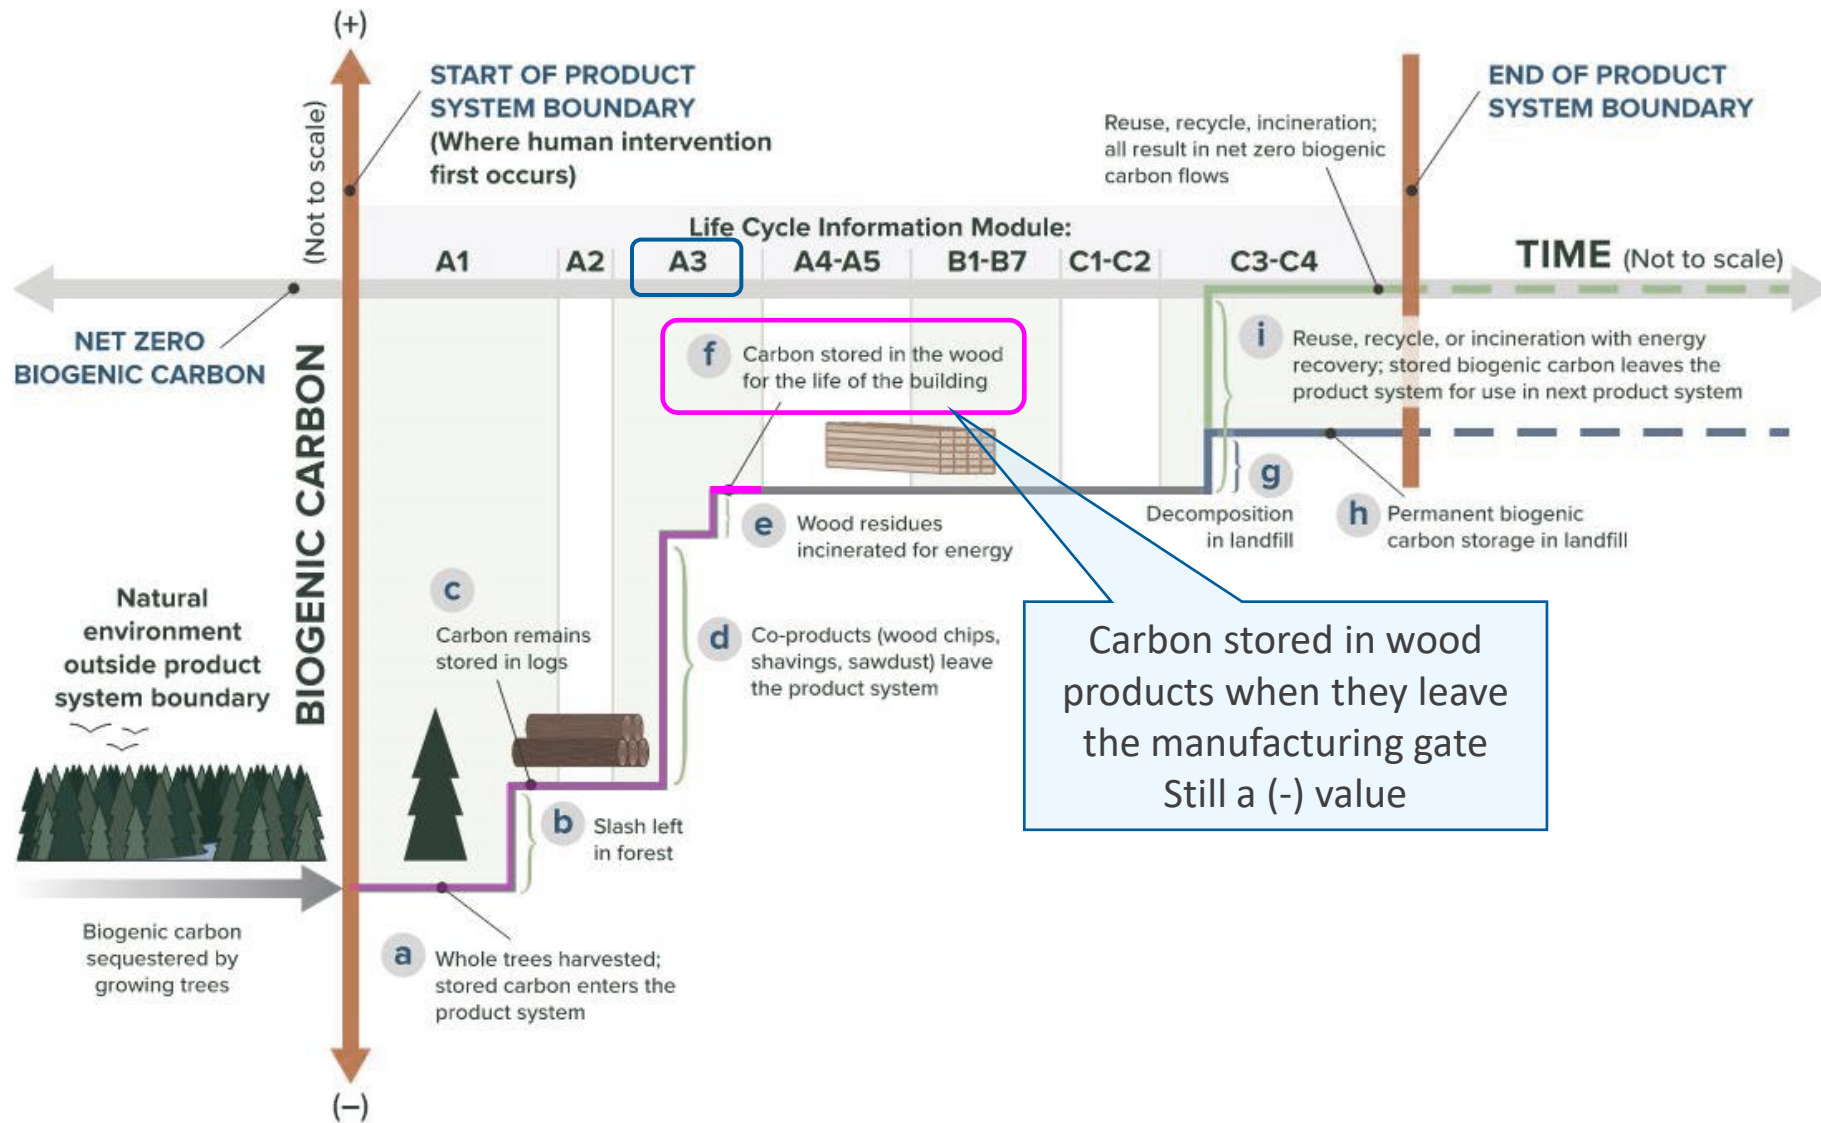 (+)
START OF PRODUCT
SYSTEM BOUNDARY
(Where human intervention
first occurs)
(Not to scale)
Reuse, recycle, incineration;
all result in net zero biogenic
carbon flows
END OF PRODUCT
SYSTEM BOUNDARY
Life Cycle Information Module:
A1
A2
A3
A4-A5
B1-B7
C1-C2
C3-C4
TIME (Not to scale)
NET ZERO
BIOGENIC CARBON
BIOGENIC CARBON
f
Carbon stored in the wood
for the life of the building
i
Reuse, recycle, or incineration with energy
recovery; stored biogenic carbon leaves the
product system for use in next product system
g
Decomposition
in landfill
h
Permanent biogenic
carbon storage in landfill
e
Wood residues
incinerated for energy
c
Carbon remains
stored in logs
d
Co-products (wood chips,
shavings, sawdust) leave
the product system
Carbon stored in wood
products when they leave
the manufacturing gate
Still a (-) value
Natural
environment
outside product
system boundary
b
Slash left
in forest
Biogenic carbon
sequestered by
growing trees
a
Whole trees harvested;
stored carbon enters the
product system
(−)